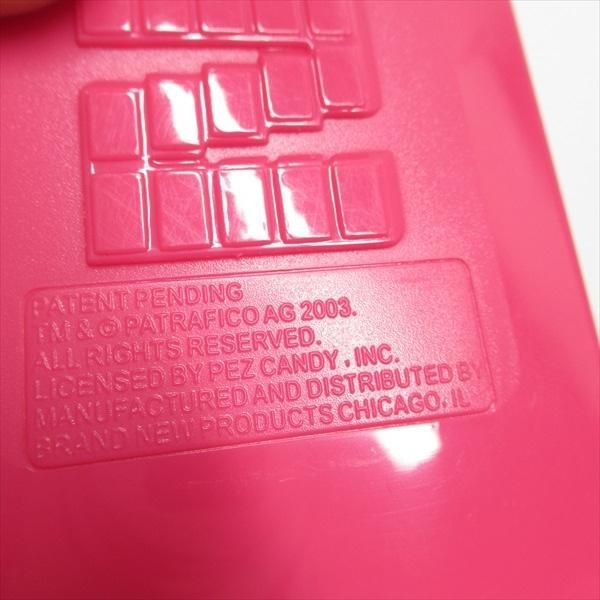 PATENT PENDING
TM & © PATRAFICO AG 2003.
ALL RIGHTS RESERVED.
LICENSED BY PEZ CANDY, INC.
MANUFACTURED AND DISTRIBUTED BY
GRAND NEW PRODUCTS CHICAGO, IL